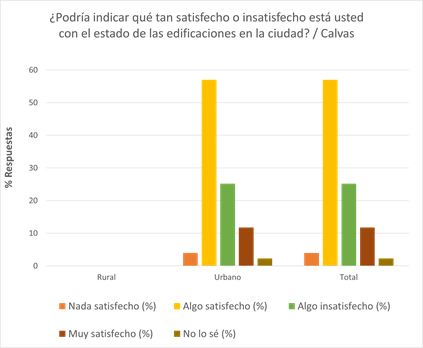 ¿Podría indicar qué tan satisfecho o insatisfecho está usted
con el estado de las edificaciones en la ciudad? / Calvas
60
50
40
30
20
10
0
% Respuestas
Rural Urbano Total
Nada satisfecho (%) Algo satisfecho (%) Algo insatisfecho (%)
Muy satisfecho (%) No lo sé (%)